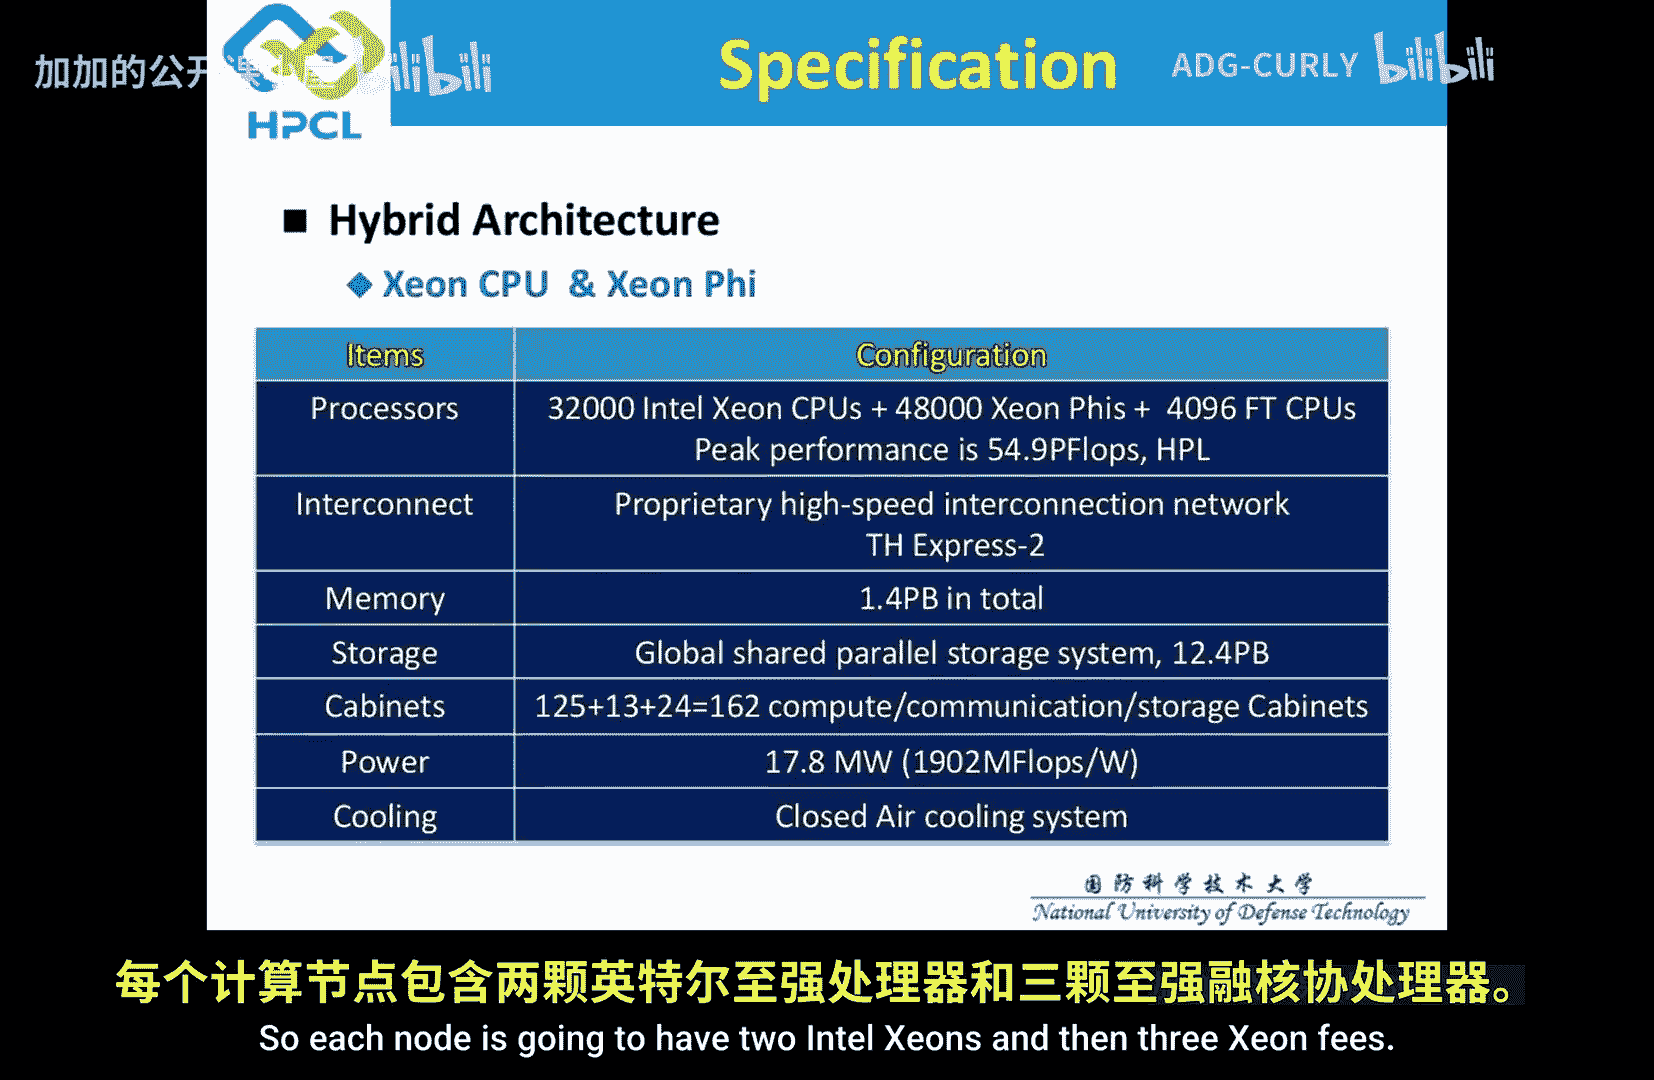 加加的公开
bilibili
HPCL
Specification
ADG-CURLY bilibili
■ Hybrid Architecture
◆ Xeon CPU & Xeon Phi
Items Configuration
Processors 32000 Intel Xeon CPUs + 48000 Xeon Phis + 4096 FT CPUs
Peak performance is 54.9PFlops, HPL
Interconnect Proprietary high-speed interconnection network
TH Express-2
Memory 1.4PB in total
Storage Global shared parallel storage system, 12.4PB
Cabinets 125+13+24=162 compute/communication/storage Cabinets
Power 17.8 MW (1902MFlops/W)
Cooling Closed Air cooling system
国防科学技术大学
National University of Defense Technology
每个计算节点包含两颗英特尔至强处理器和三颗至强融核协处理器。
So each node is going to have two Intel Xeons and then three Xeon fees.